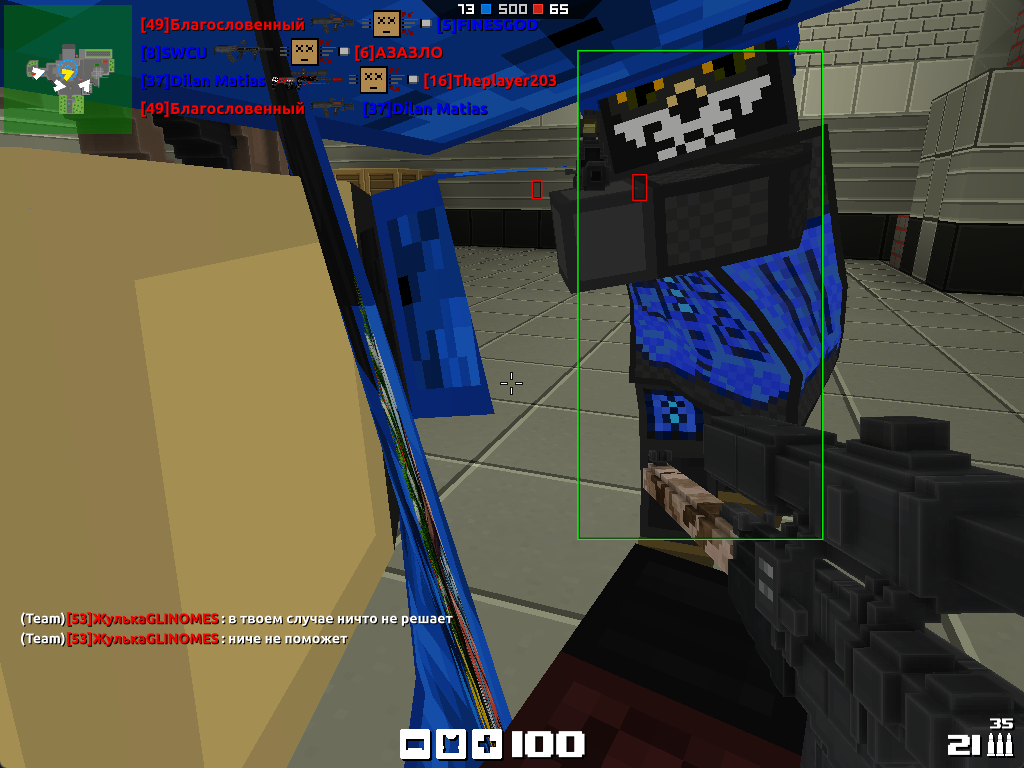 13 500 65
[49]Благословенный [5]FINESGOD
[8]SWCU [6]АЗАЗЛО
[37]Dilan Matias [16]Theplayer203
[49]Благословенный [37]Dilan Matias
(Team)[53]ЖулькаGLINOMES : в твоем случае ничто не решает
(Team)[53]ЖулькаGLINOMES : ниче не поможет
100
35
21